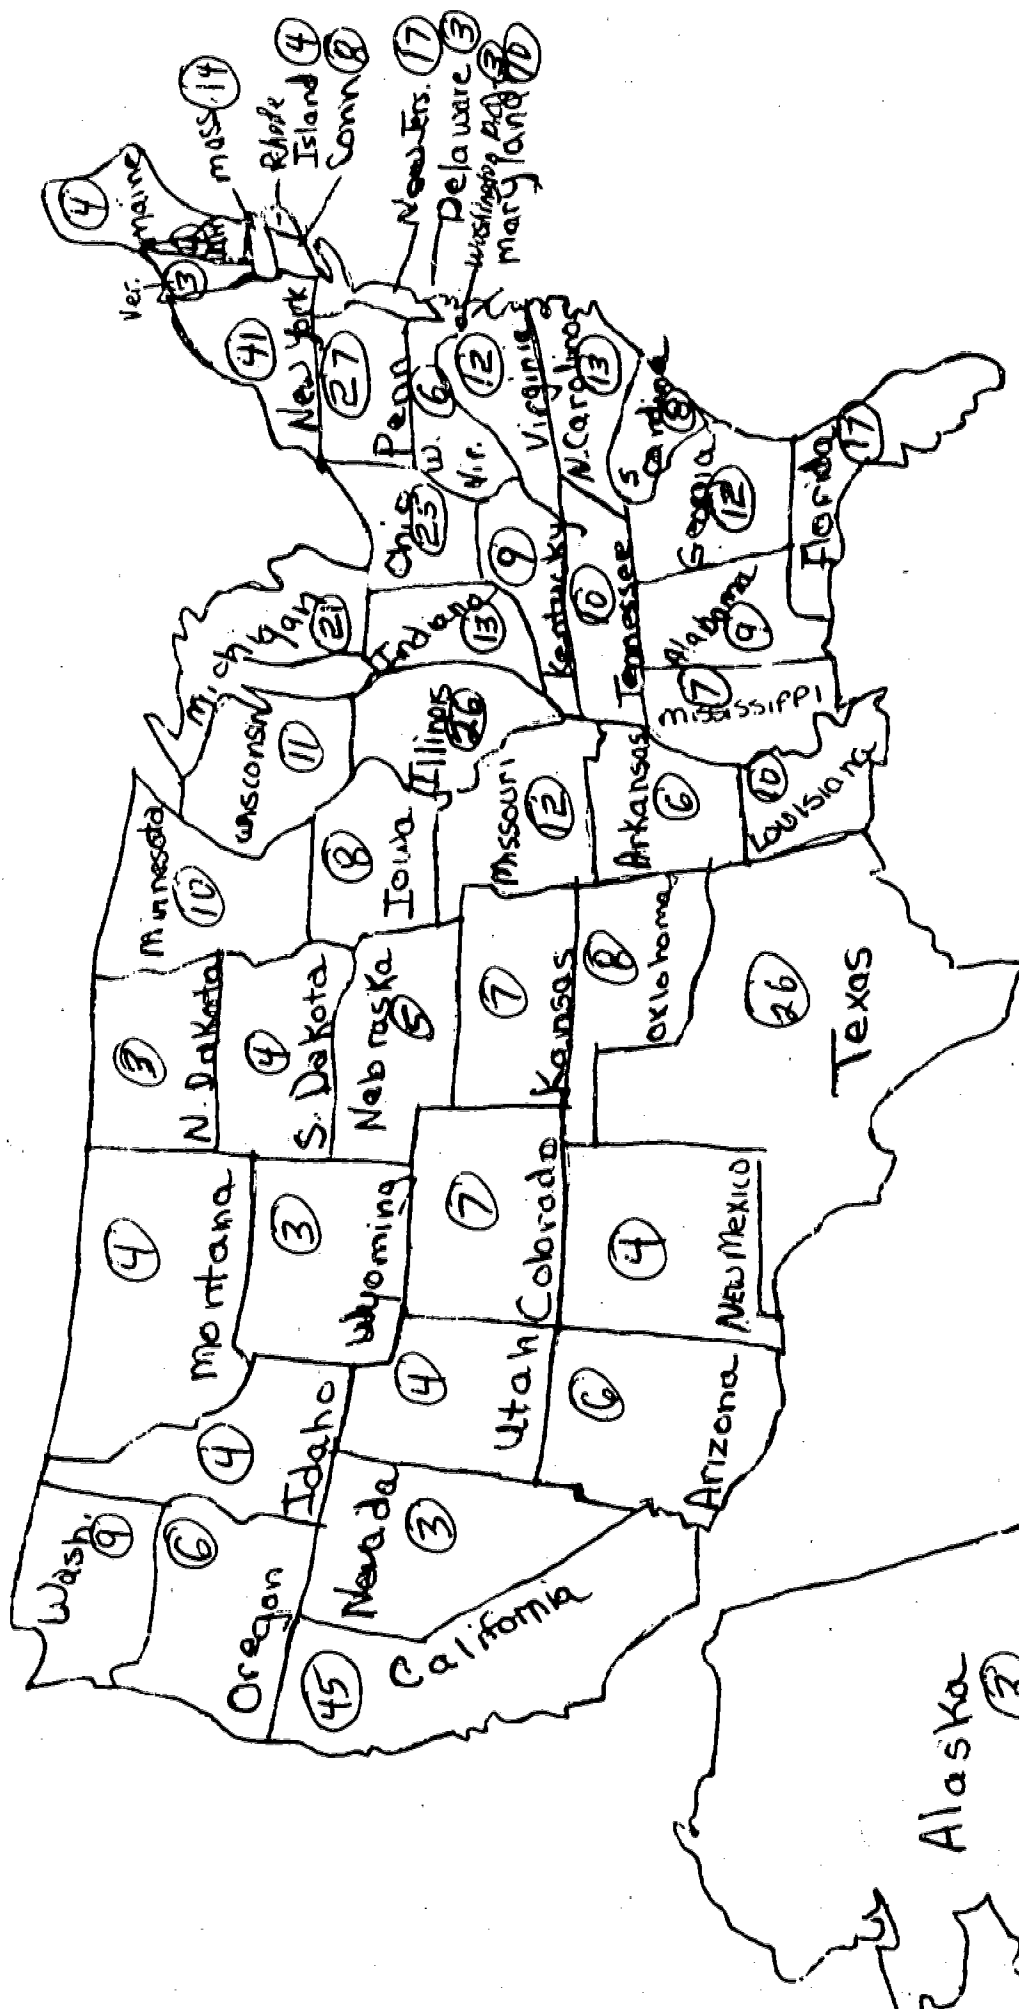 Wash.
9
Oregon
6
California
45
Nevada
3
Idaho
4
Montana
4
Wyoming
3
Utah
4
Colorado
7
Arizona
6
New Mexico
4
N. Dakota
3
S. Dakota
4
Nebraska
5
Kansas
7
Oxlohoma
8
Texas
26
Minnesota
10
Iowa
8
Missouri
12
Arkansas
6
Louisiana
10
Wisconsin
11
Illinois
26
Michigan
21
Indiana
13
Ohio
25
Kentucky
9
Tennessee
10
Mississippi
7
Alabama
9
Georgia
12
Florida
17
S Carolina
8
N. Carolina
13
Virginia
12
W. Vir.
6
Penn
27
New York
41
Ver.
3
Maine
4
Mass. 14
Rhode
Island 4
Conn 8
New Jers. 17
Delaware 3
Washington 3
Maryland 10
Alaska
3